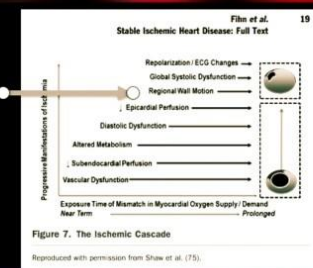 Fihn et al. 19
Stable Ischemic Heart Disease: Full Text
Repolarization / ECG Changes
Global Systolic Dysfunction
Regional Wall Motion
↓ Epicardial Perfusion
Diastolic Dysfunction
Altered Metabolism
↓ Subendocardial Perfusion
Vascular Dysfunction
Progressive Manifestations of Ischemia
Exposure Time of Mismatch in Myocardial Oxygen Supply / Demand
Near Term Prolonged
Figure 7. The Ischemic Cascade
Reproduced with permission from Shaw et al. (75).